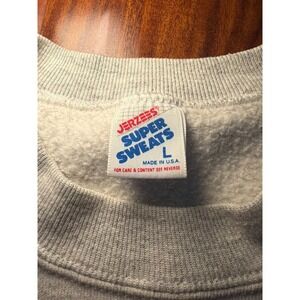 JERZEES®
SUPER
SWEATS
L
MADE IN U.S.A.
FOR CARE & CONTENT SEE REVERSE